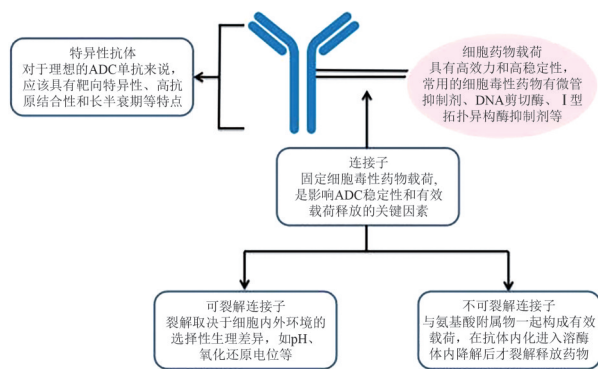 特异性抗体
对于理想的ADC单抗来说，
应该具有靶向特异性、高抗
原结合性和长半衰期等特点
细胞药物载荷
具有高效力和高稳定性，
常用的细胞毒性药物有微管
抑制剂、DNA剪切酶、Ⅰ型
拓扑异构酶抑制剂等
连接子
固定细胞毒性药物载荷,
是影响ADC稳定性和有效
载荷释放的关键因素
可裂解连接子
裂解取决于细胞内外环境的
选择性生理差异，如pH、
氧化还原电位等
不可裂解连接子
与氨基酸附属物一起构成有效
载荷，在抗体内化进入溶酶
体内降解后才裂解释放药物